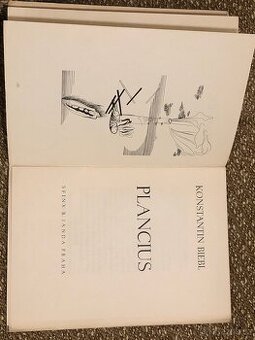 KONSTANTIN BIEBL
PLANCIUS
SFINX B. JANDA PRAHA